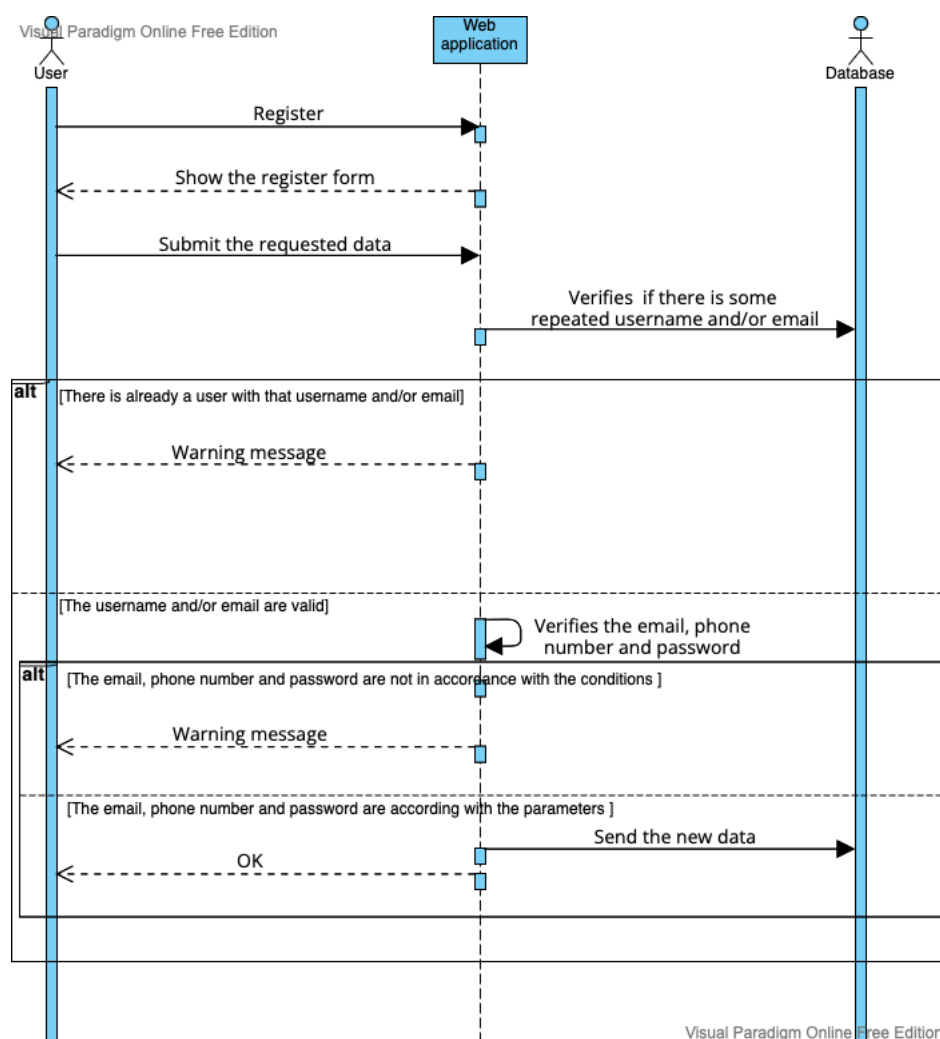 Visual Paradigm Online Free Edition
Web
application
User
Database
Register
Show the register form
Submit the requested data
Verifies if there is some
repeated username and/or email
alt
[There is already a user with that username and/or email]
Warning message
[The username and/or email are valid]
Verifies the email, phone
number and password
alt
[The email, phone number and password are not in accordance with the conditions ]
Warning message
[The email, phone number and password are according with the parameters ]
Send the new data
OK
Visual Paradigm Online Free Edition